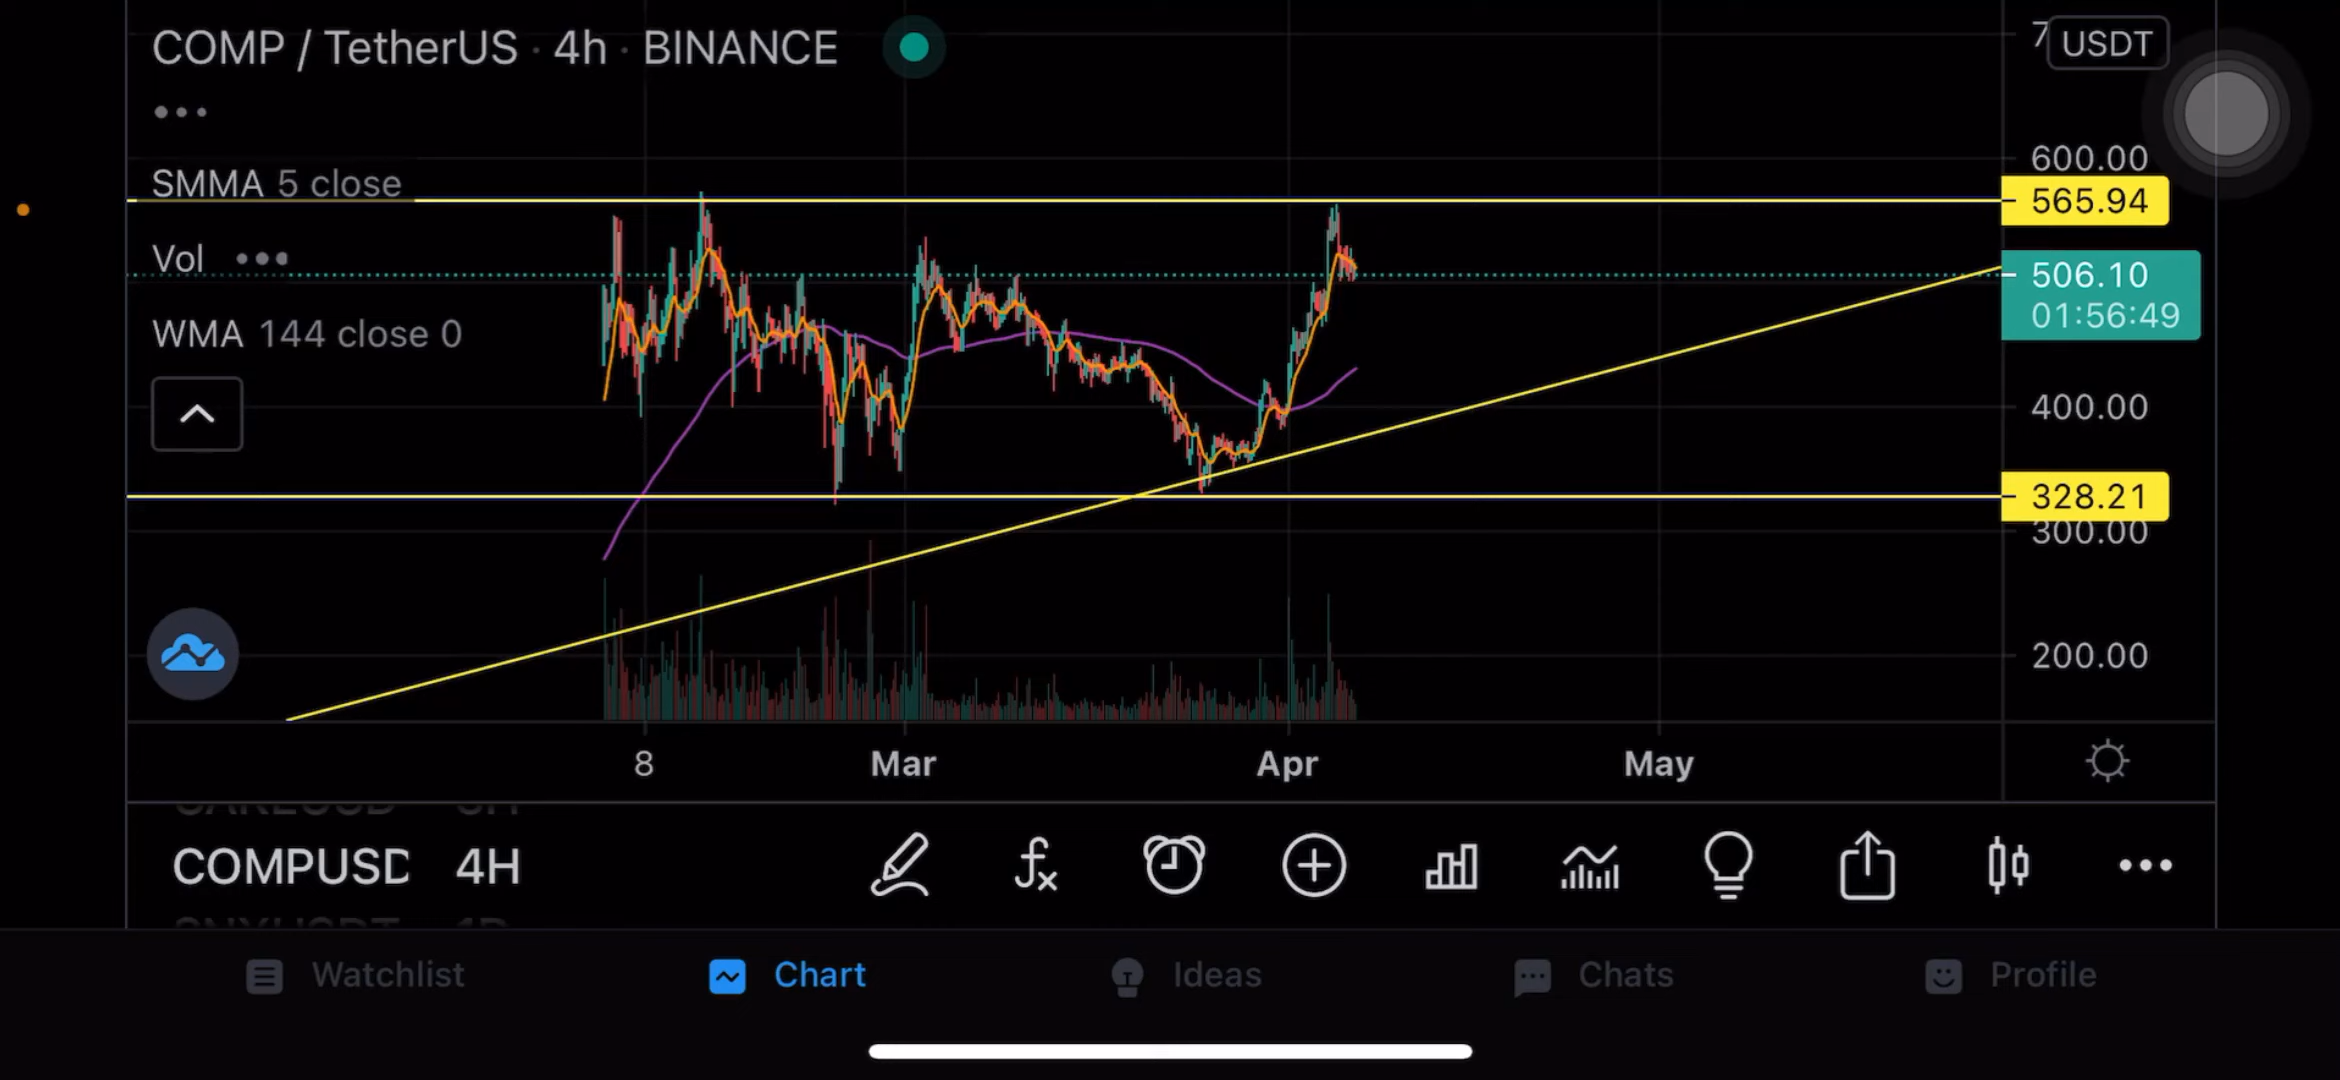 COMP / TetherUS · 4h · BINANCE
USDT
SMMA 5 close
Vol
WMA 144 close 0
600.00
565.94
506.10
01:56:49
400.00
328.21
300.00
200.00
8 Mar Apr May
COMPUSD 4H
Watchlist Chart Ideas Chats Profile